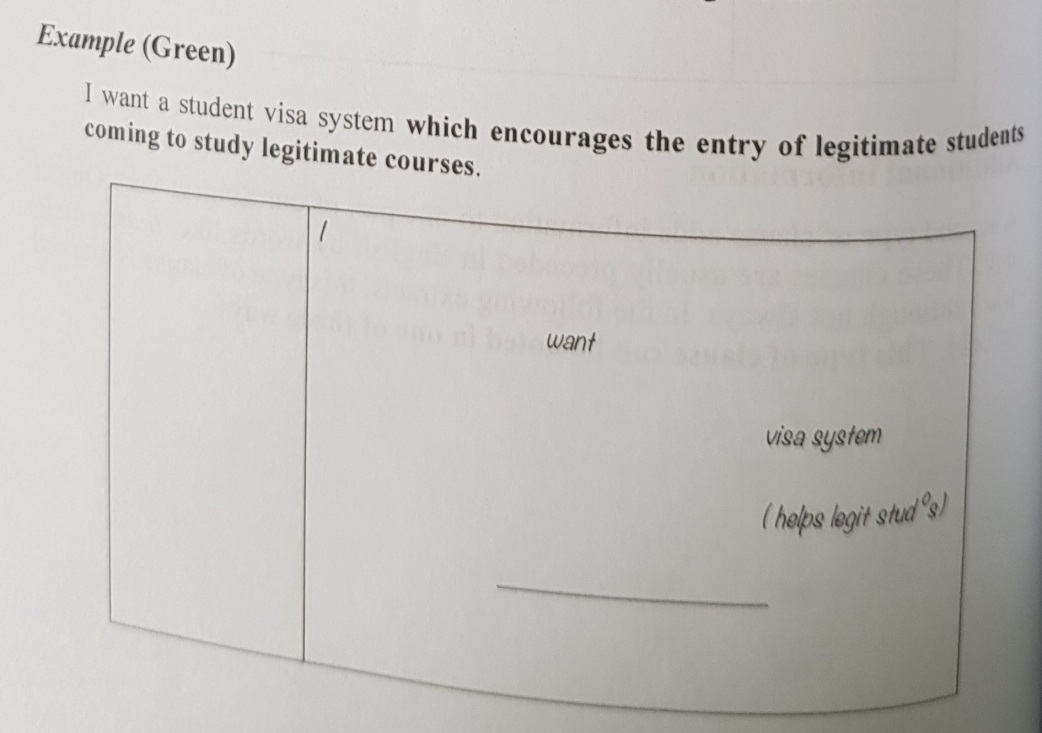 Example (Green)
I want a student visa system which encourages the entry of legitimate students
coming to study legitimate courses.
I
want
visa system
(helps legit studºs)